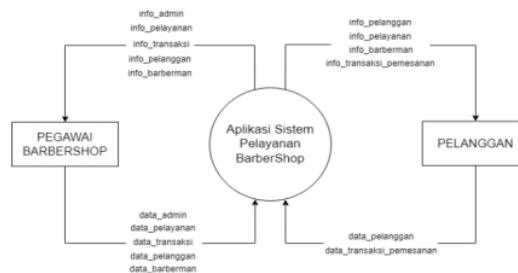 info_admin
info_pelayanan
info_transaksi
info_pelanggan
info_barberman
info_pelanggan
info_pelayanan
info_barberman
info_transaksi_pemesanan
PEGAWAI
BARBERSHOP
Aplikasi Sistem
Pelayanan
BarberShop
PELANGGAN
data_admin
data_pelayanan
data_transaksi
data_pelanggan
data_barberman
data_pelanggan
data_transaksi_pemesanan